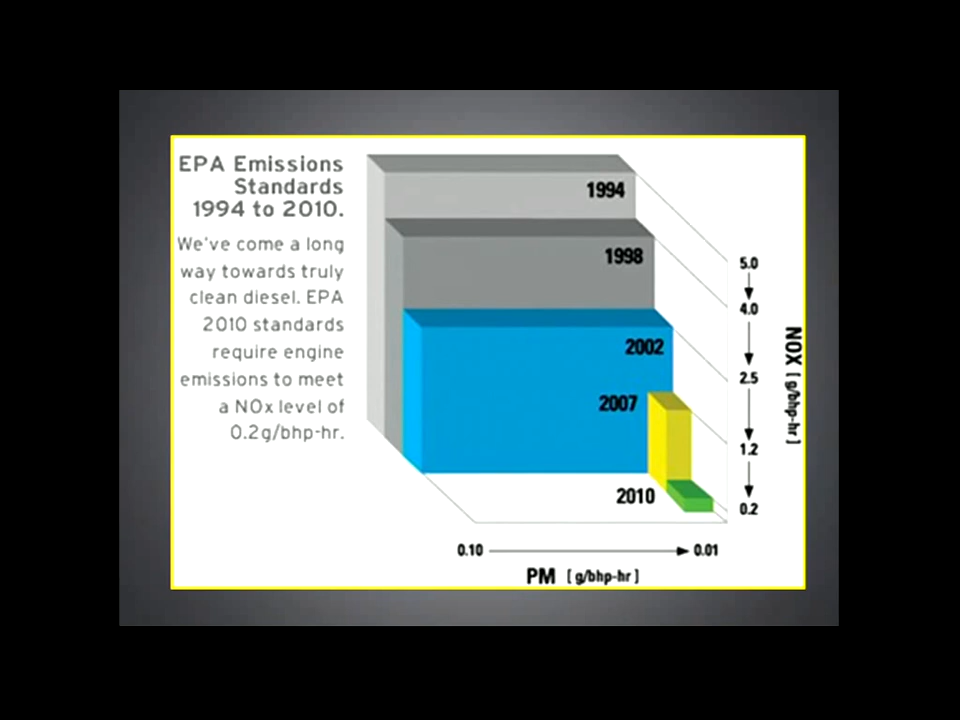 EPA Emissions
Standards
1994 to 2010.
We've come a long
way towards truly
clean diesel. EPA
2010 standards
require engine
emissions to meet
a NOx level of
0.2g/bhp-hr.
1994
1998
2002
2007
2010
5.0
4.0
2.5
1.2
0.2
NOX [ g/bhp-hr ]
0.10
0.01
PM [ g/bhp-hr ]